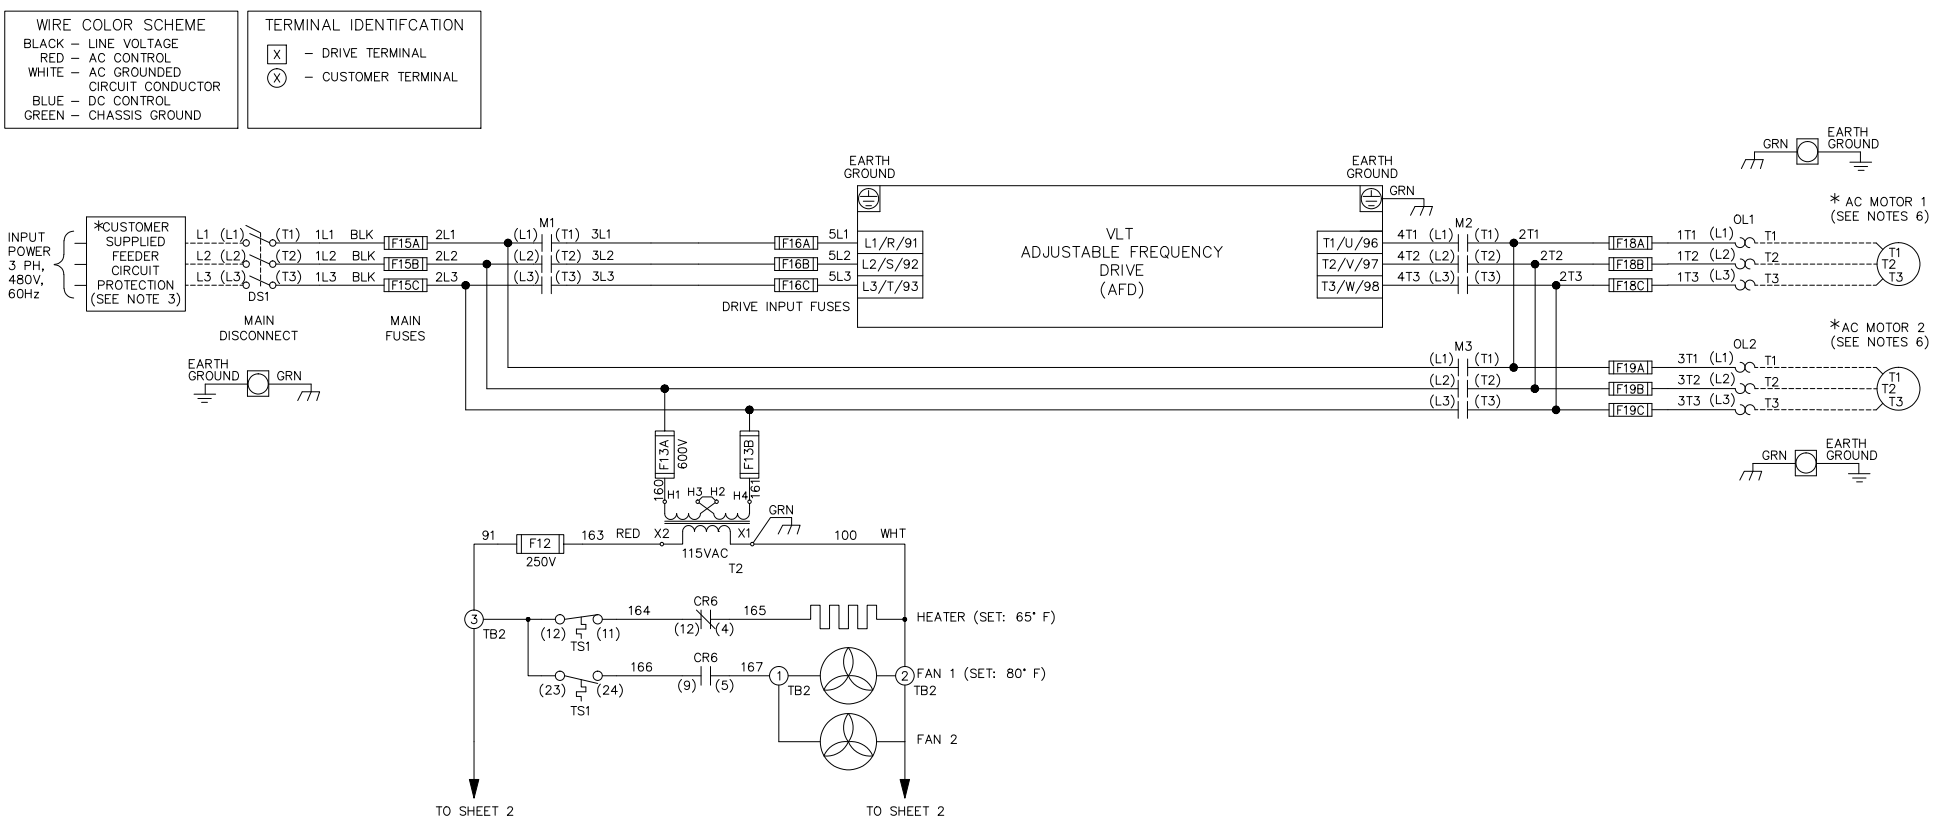 WIRE COLOR SCHEME
BLACK – LINE VOLTAGE
RED – AC CONTROL
WHITE – AC GROUNDED
CIRCUIT CONDUCTOR
BLUE – DC CONTROL
GREEN – CHASSIS GROUND
TERMINAL IDENTIFCATION
X – DRIVE TERMINAL
X – CUSTOMER TERMINAL
INPUT
POWER
3 PH,
480V,
60Hz
*CUSTOMER
SUPPLIED
FEEDER
CIRCUIT
PROTECTION
(SEE NOTE 3)
L1 (L1) (T1) 1L1 BLK F15A 2L1 (L1) M1 (T1) 3L1 F16A 5L1 L1/R/91
L2 (L2) (T2) 1L2 BLK F15B 2L2 (L2) (T2) 3L2 F16B 5L2 L2/S/92
L3 (L3) (T3) 1L3 BLK F15C 2L3 (L3) (T3) 3L3 F16C 5L3 L3/T/93
DS1
MAIN
DISCONNECT
MAIN
FUSES
DRIVE INPUT FUSES
EARTH
GROUND
GRN
EARTH
GROUND
VLT
ADJUSTABLE FREQUENCY
DRIVE
(AFD)
EARTH
GROUND
GRN
T1/U/96 4T1 (L1) M2 (T1) 2T1 F18A 1T1 (L1) OL1 T1
T2/V/97 4T2 (L2) (T2) 2T2 F18B 1T2 (L2) T2
T3/W/98 4T3 (L3) (T3) 2T3 F18C 1T3 (L3) T3
GRN
EARTH
GROUND
* AC MOTOR 1
(SEE NOTES 6)
T1
T2
T3
M3
(L1) (T1) F19A 3T1 (L1) OL2 T1
(L2) (T2) F19B 3T2 (L2) T2
(L3) (T3) F19C 3T3 (L3) T3
*AC MOTOR 2
(SEE NOTES 6)
T1
T2
T3
GRN
EARTH
GROUND
F13A
600V
F13B
160
161
H1 H3 H2 H4
GRN
91 F12 163 RED X2 X1 100 WHT
250V
115VAC
T2
3
TB2
(12) (11) 164 CR6 165
TS1
(12) (4)
HEATER (SET: 65° F)
(23) (24) 166 CR6 167
TS1
(9) (5)
1
TB2
2
TB2
FAN 1 (SET: 80° F)
FAN 2
TO SHEET 2
TO SHEET 2